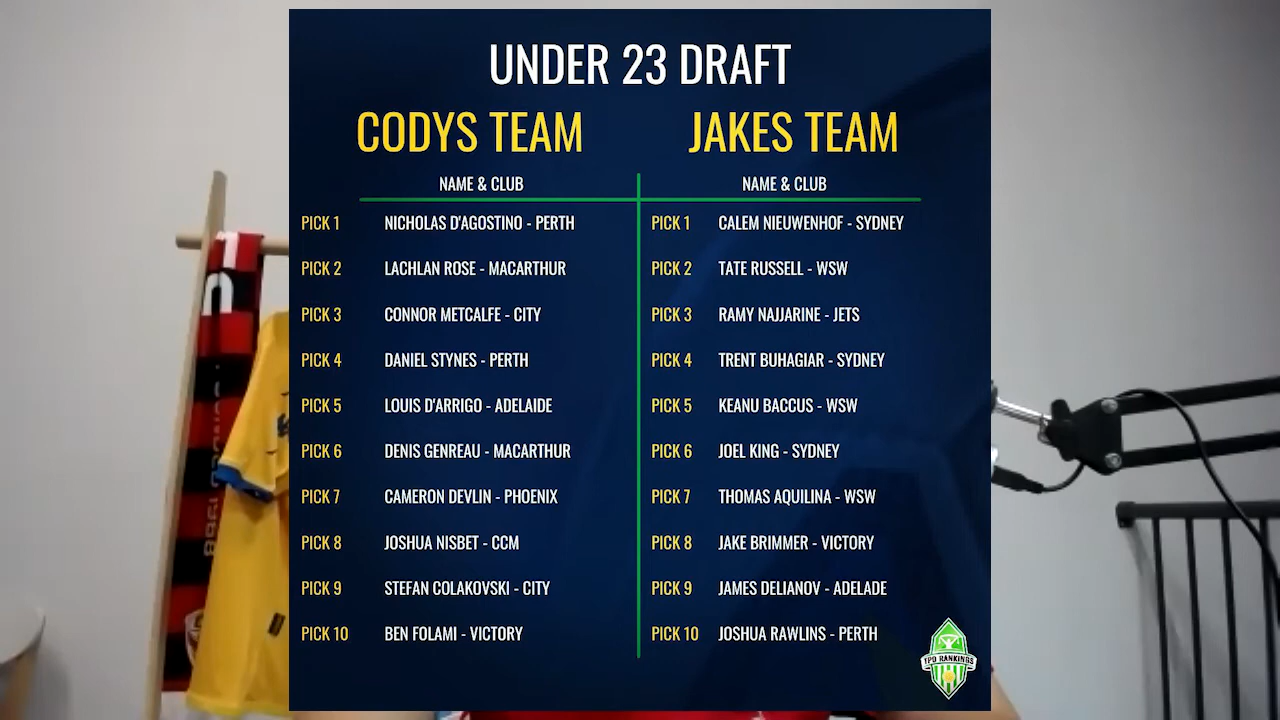 UNDER 23 DRAFT
CODYS TEAM JAKES TEAM
NAME & CLUB NAME & CLUB
PICK 1 NICHOLAS D'AGOSTINO - PERTH PICK 1 CALEM NIEUWENHOF - SYDNEY
PICK 2 LACHLAN ROSE - MACARTHUR PICK 2 TATE RUSSELL - WSW
PICK 3 CONNOR METCALFE - CITY PICK 3 RAMY NAJJARINE - JETS
PICK 4 DANIEL STYNES - PERTH PICK 4 TRENT BUHAGIAR - SYDNEY
PICK 5 LOUIS D'ARRIGO - ADELAIDE PICK 5 KEANU BACCUS - WSW
PICK 6 DENIS GENREAU - MACARTHUR PICK 6 JOEL KING - SYDNEY
PICK 7 CAMERON DEVLIN - PHOENIX PICK 7 THOMAS AQUILINA - WSW
PICK 8 JOSHUA NISBET - CCM PICK 8 JAKE BRIMMER - VICTORY
PICK 9 STEFAN COLAKOVSKI - CITY PICK 9 JAMES DELIANOV - ADELADE
PICK 10 BEN FOLAMI - VICTORY PICK 10 JOSHUA RAWLINS - PERTH
TPD RANKINGS